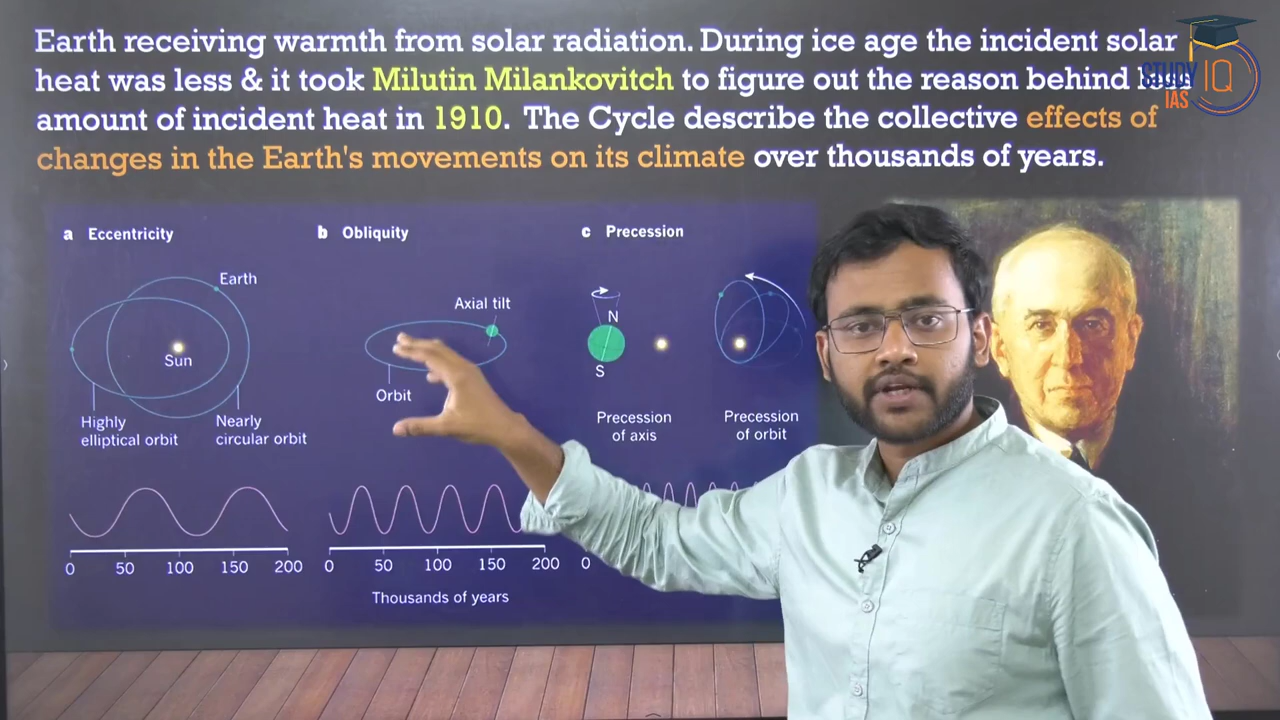 Earth receiving warmth from solar radiation. During ice age the incident solar
heat was less & it took Milutin Milankovitch to figure out the reason behind
amount of incident heat in 1910. The Cycle describe the collective effects of
changes in the Earth's movements on its climate over thousands of years.
STUDY IQ
IAS
a Eccentricity
b Obliquity
c Precession
Earth
Sun
Highly
elliptical orbit
Nearly
circular orbit
Axial tilt
Orbit
N
S
Precession
of axis
Precession
of orbit
0 50 100 150 200
0 50 100 150 200
0
Thousands of years